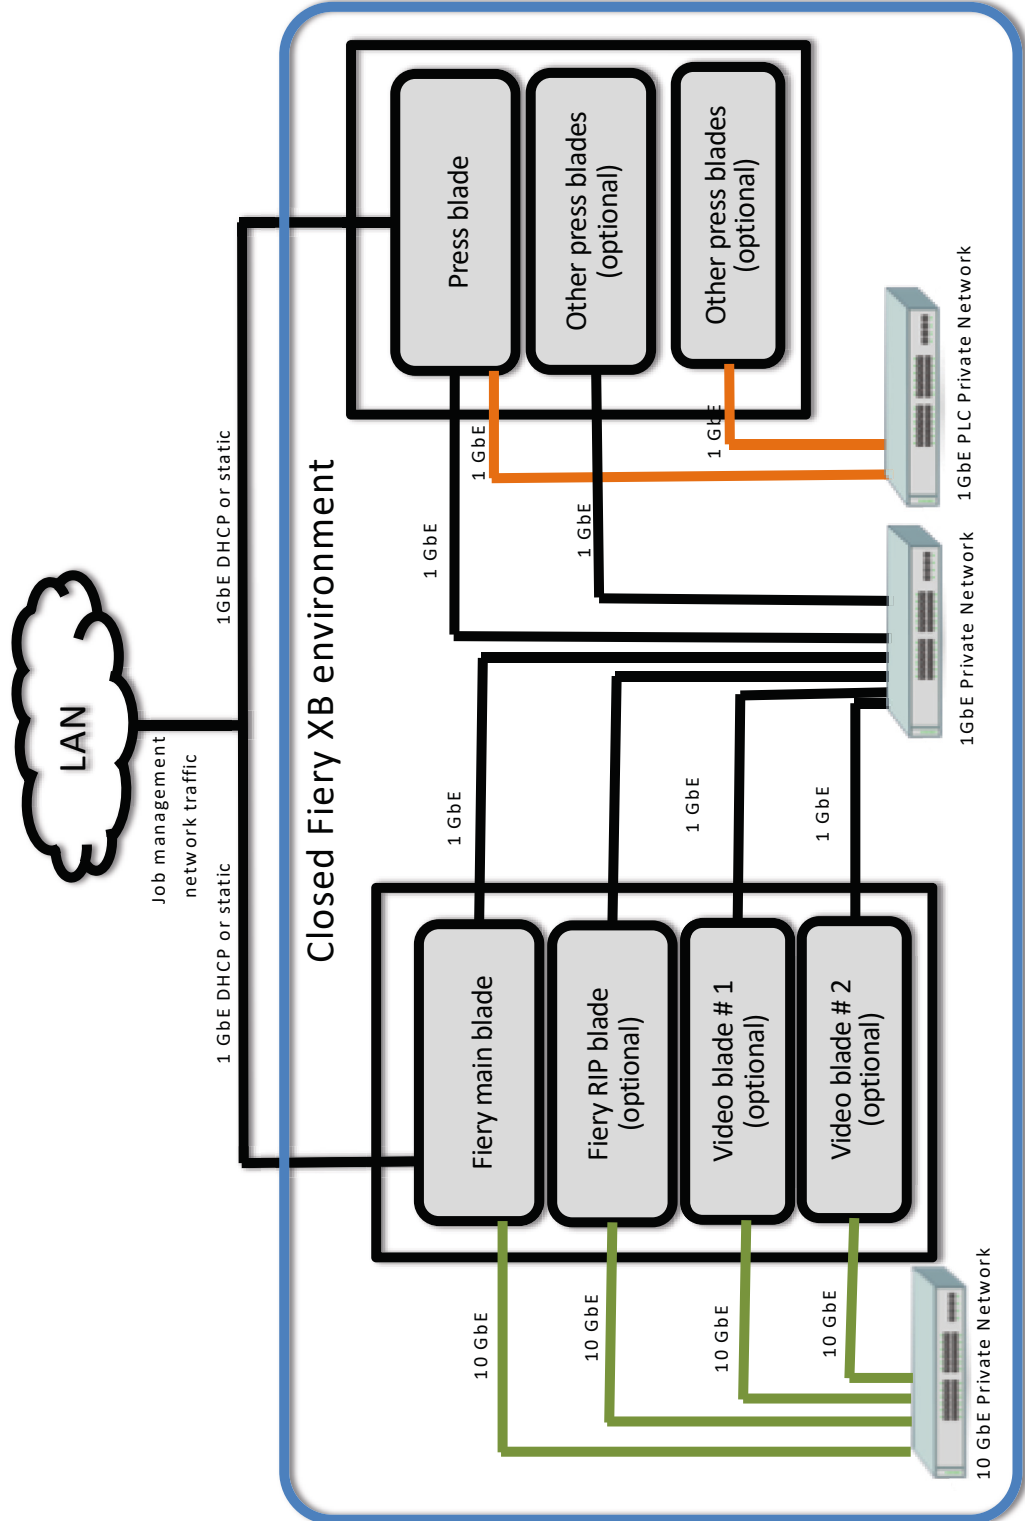 LAN
Job management
network traffic
1 GbE DHCP or static
1GbE DHCP or static
Closed Fiery XB environment
Fiery main blade
Fiery RIP blade
(optional)
Video blade # 1
(optional)
Video blade # 2
(optional)
Press blade
Other press blades
(optional)
Other press blades
(optional)
10 GbE
10 GbE
10 GbE
10 GbE
1 GbE
1 GbE
1 GbE
1 GbE
1 GbE
1 GbE
1 GbE
10 GbE Private Network
1GbE Private Network
1GbE PLC Private Network